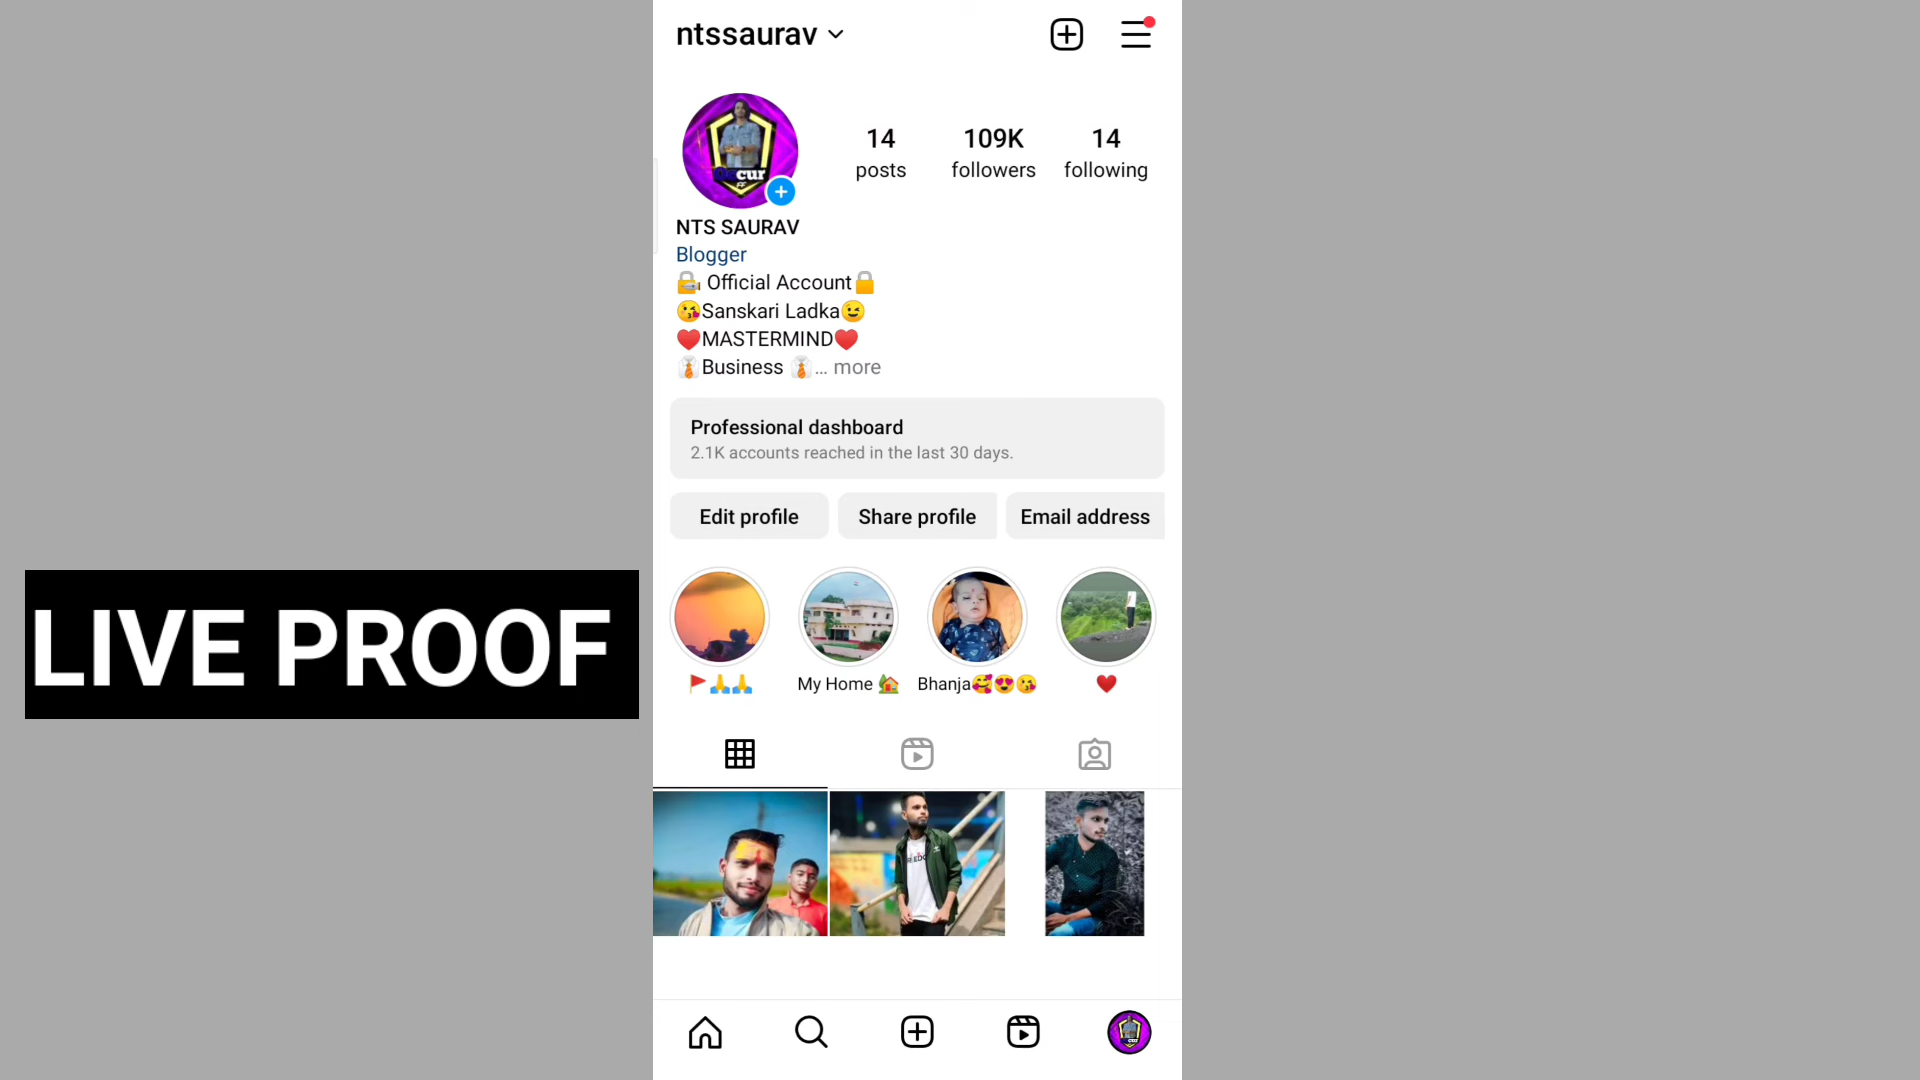 ntssaurav
14 109K 14
posts followers following
cur
NTS SAURAV
Blogger
🔏 Official Account🔒
😘Sanskari Ladka😉
♥️MASTERMIND♥️
👔Business 👔... more
Professional dashboard
2.1K accounts reached in the last 30 days.
Edit profile Share profile Email address
🚩🙏🙏 My Home 🏡 Bhanja🥰😍😘 ♥️
LIVE PROOF